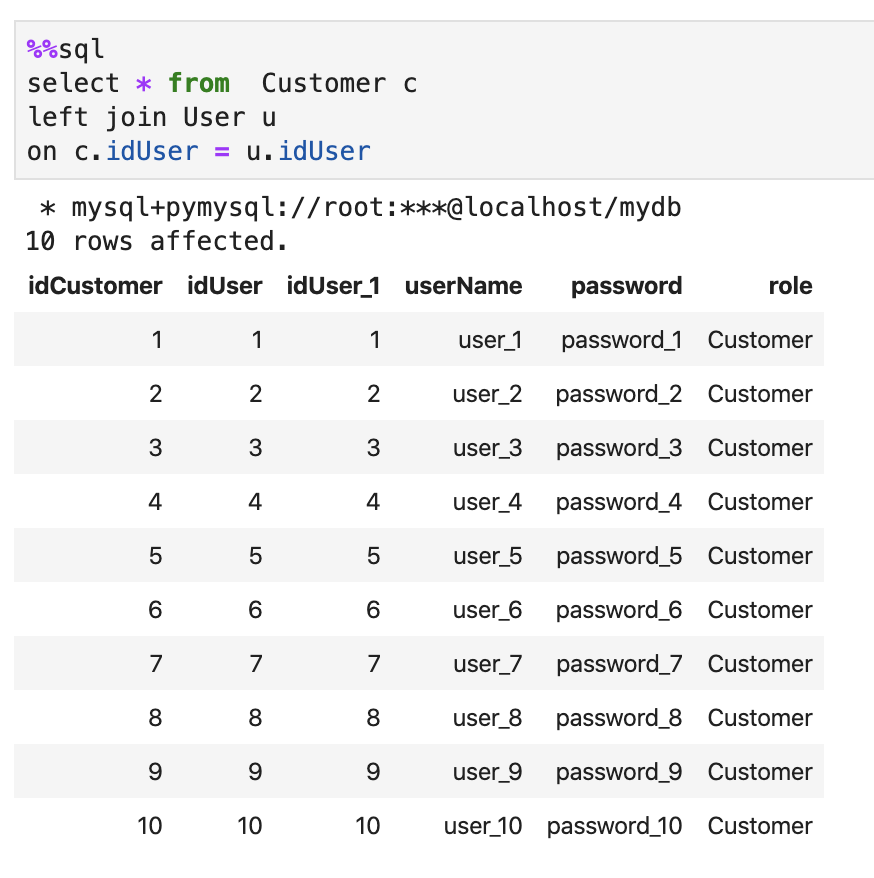 %%sql
select * from  Customer c
left join User u
on c.idUser = u.idUser
* mysql+pymysql://root:***@localhost/mydb
10 rows affected.
idCustomer idUser idUser_1 userName password role
1 1 1 user_1 password_1 Customer
2 2 2 user_2 password_2 Customer
3 3 3 user_3 password_3 Customer
4 4 4 user_4 password_4 Customer
5 5 5 user_5 password_5 Customer
6 6 6 user_6 password_6 Customer
7 7 7 user_7 password_7 Customer
8 8 8 user_8 password_8 Customer
9 9 9 user_9 password_9 Customer
10 10 10 user_10 password_10 Customer